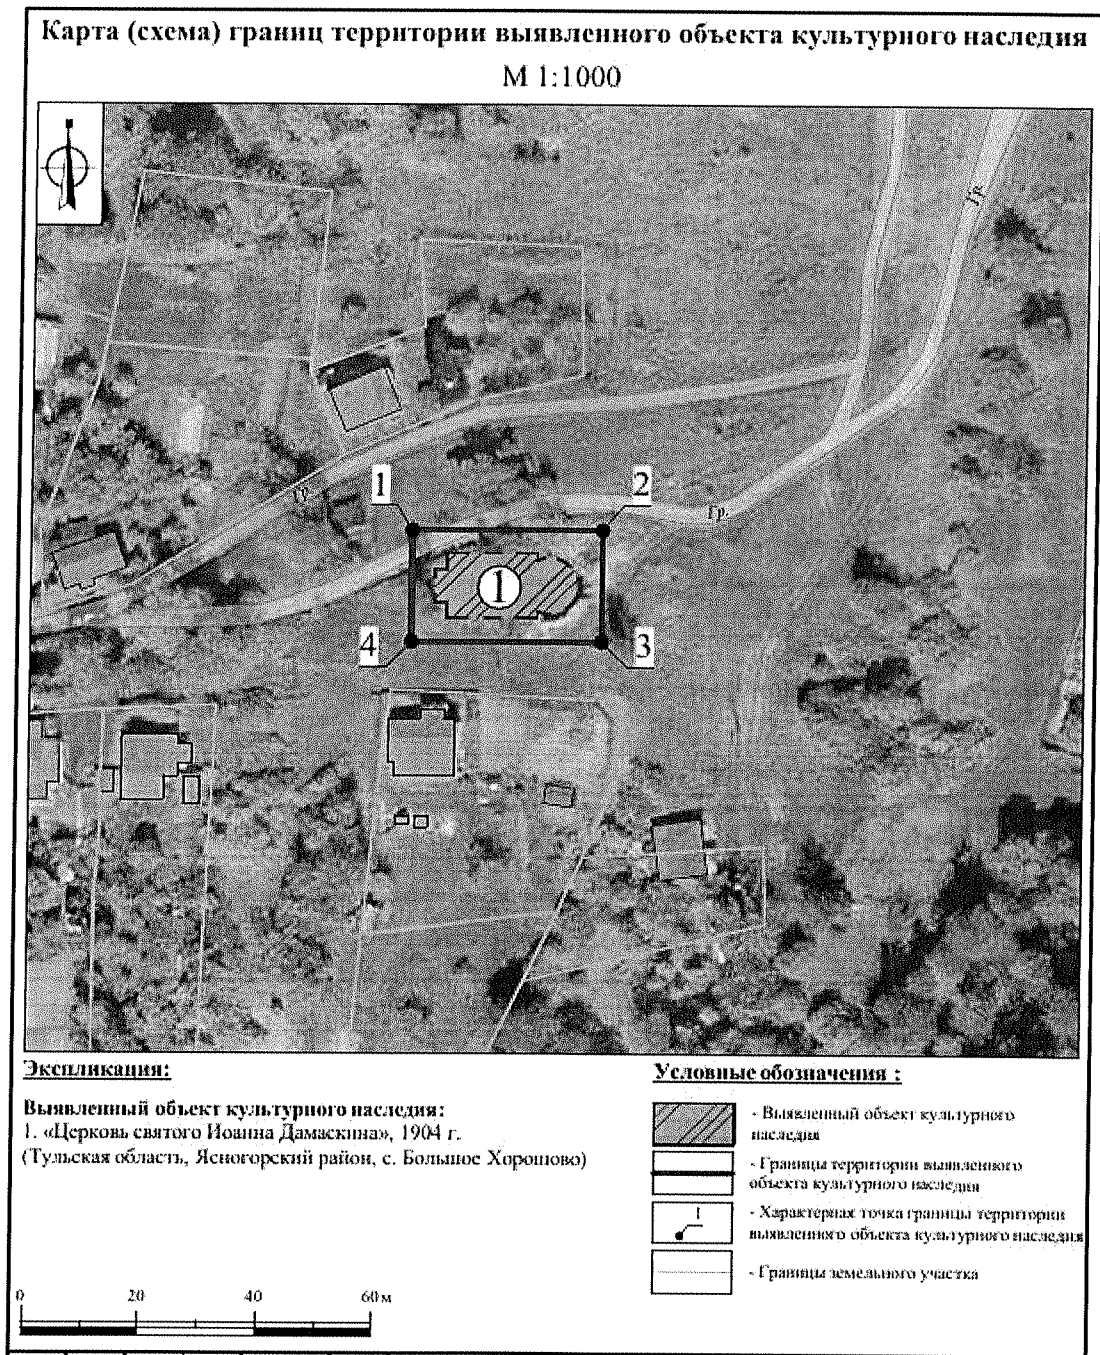 Карта (схема) границ территории выявленного объекта культурного наследия
М 1:1000
Гр.
Гр.
Гр.
1
2
1
4
3
Экспликация:
Выявленный объект культурного наследия:
1. «Церковь святого Иоанна Дамаскина», 1904 г.
(Тульская область, Ясногорский район, с. Большое Хорошово)
Условные обозначения :
- Выявленный объект культурного
наследия
- Границы территории выявленного
объекта культурного наследия
1
- Характерная точка границы территории
выявленного объекта культурного наследия
- Границы земельного участка
0 20 40 60 м